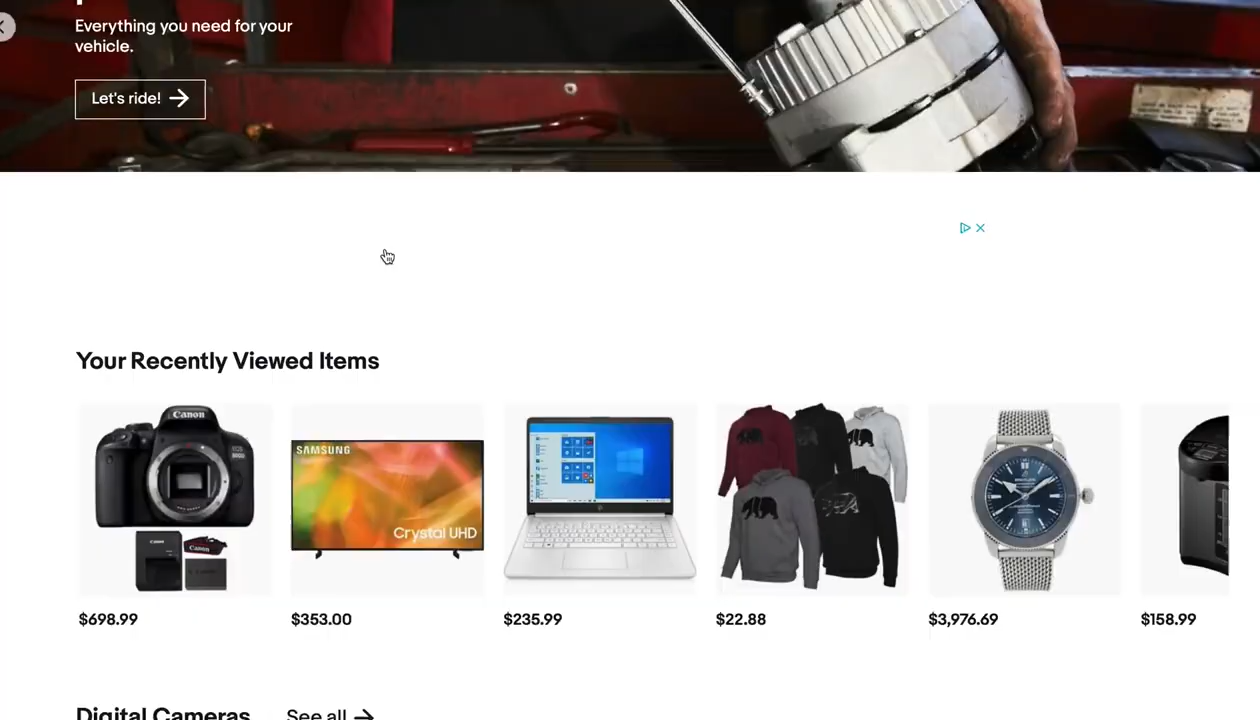 Everything you need for your
vehicle.
Let's ride!
Your Recently Viewed Items
Canon
SAMSUNG
Crystal UHD
$698.99
$353.00
$235.99
$22.88
$3,976.69
$158.99
Digital Cameras
See all